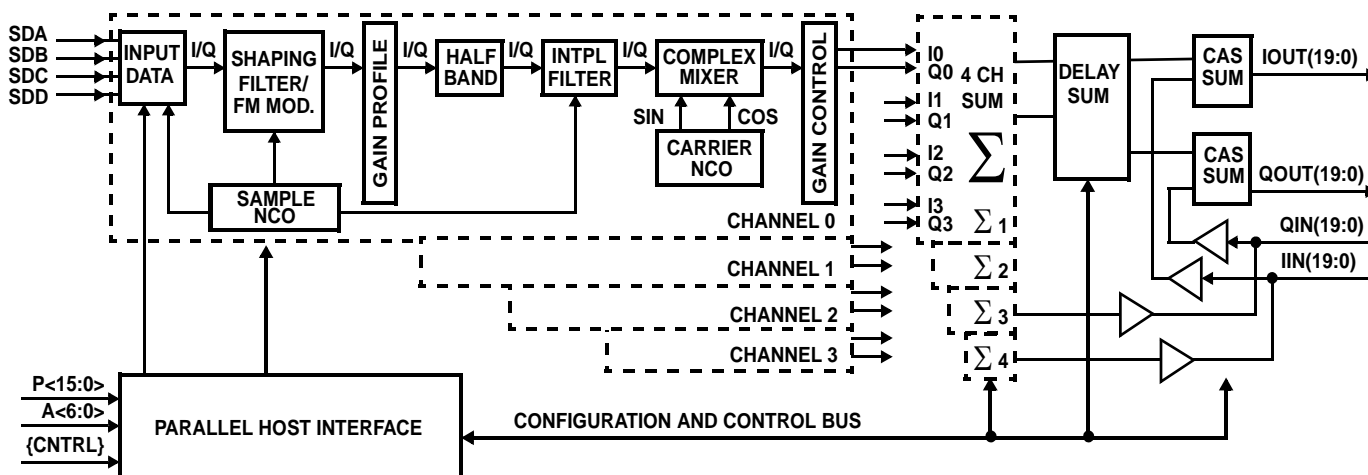 SDA
SDB
SDC
SDD
INPUT
DATA
I/Q
SHAPING
FILTER/
FM MOD.
I/Q
GAIN PROFILE
I/Q
HALF
BAND
I/Q
INTPL
FILTER
I/Q
COMPLEX
MIXER
I/Q
GAIN CONTROL
SIN
COS
CARRIER
NCO
SAMPLE
NCO
CHANNEL 0
CHANNEL 1
CHANNEL 2
CHANNEL 3
I0
Q0
4 CH
SUM
I1
Q1
∑
I2
Q2
I3
Q3
∑ 1
∑ 2
∑ 3
∑ 4
DELAY
SUM
CAS
SUM
IOUT(19:0)
CAS
SUM
QOUT(19:0)
QIN(19:0)
IIN(19:0)
P<15:0>
A<6:0>
{CNTRL}
PARALLEL HOST INTERFACE
CONFIGURATION AND CONTROL BUS